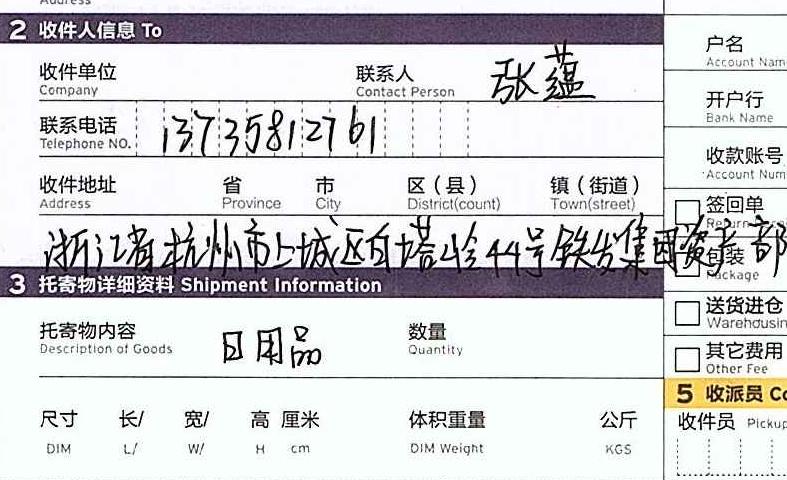 Address
2 收件人信息 To
收件单位 联系人 张蕴
Company Contact Person
联系电话 13735812761
Telephone NO.
收件地址 省 市 区（县） 镇（街道）
Address Province City District(count) Town(street)
浙江省杭州市上城区白塔岭44号铁发集团资产部
3 托寄物详细资料 Shipment Information
托寄物内容 日用品 数量
Description of Goods Quantity
尺寸 长/ 宽/ 高 厘米 体积重量 公斤
DIM L/ W/ H cm DIM Weight KGS
户名
Account Nam
开户行
Bank Name
收款账号
Account Num
签回单
Return
包装
Package
送货进仓
Warehousin
其它费用
Other Fee
5 收派员 Co
收件员 Pickup